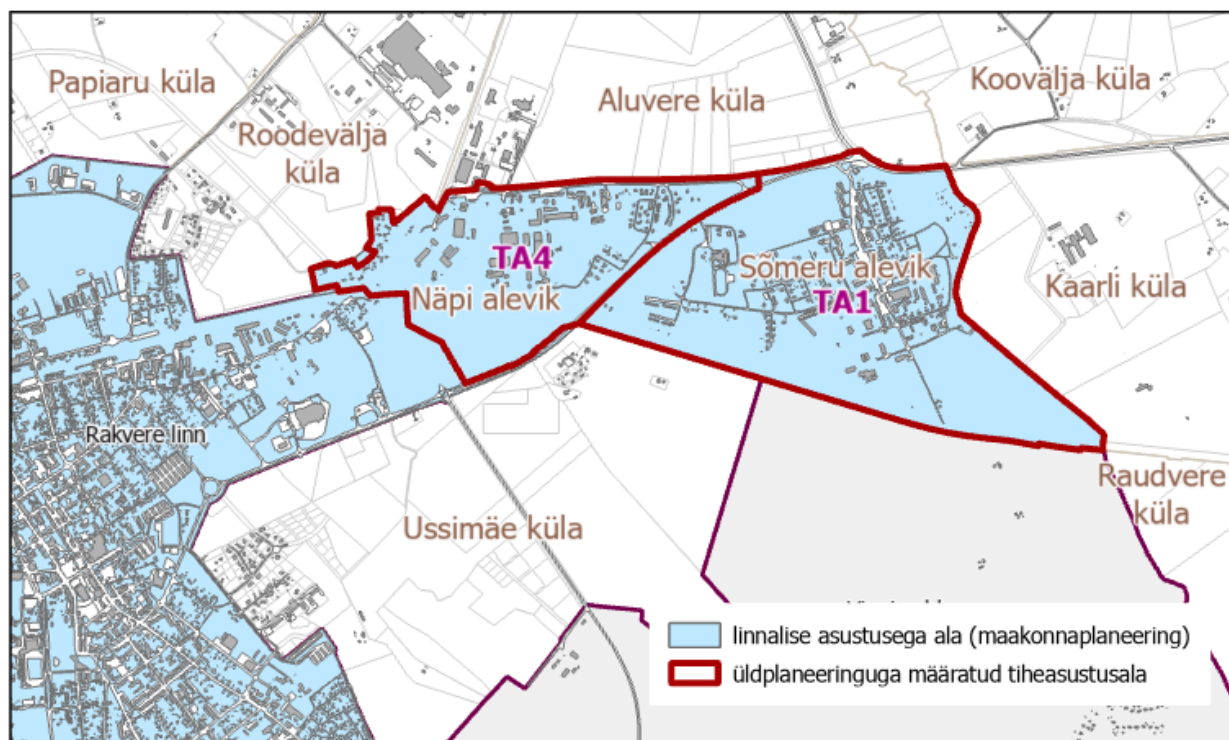 Papiaru küla
Roodevälja
küla
Aluvere küla
Koovälja küla
TA4
Näpi alevik
Sõmeru alevik
TA1
Kaarli küla
Rakvere linn
Ussimäe küla
Raudvere
küla
linnalise asustusega ala (maakonnaplaneering)
üldplaneeringuga määratud tiheasustusala